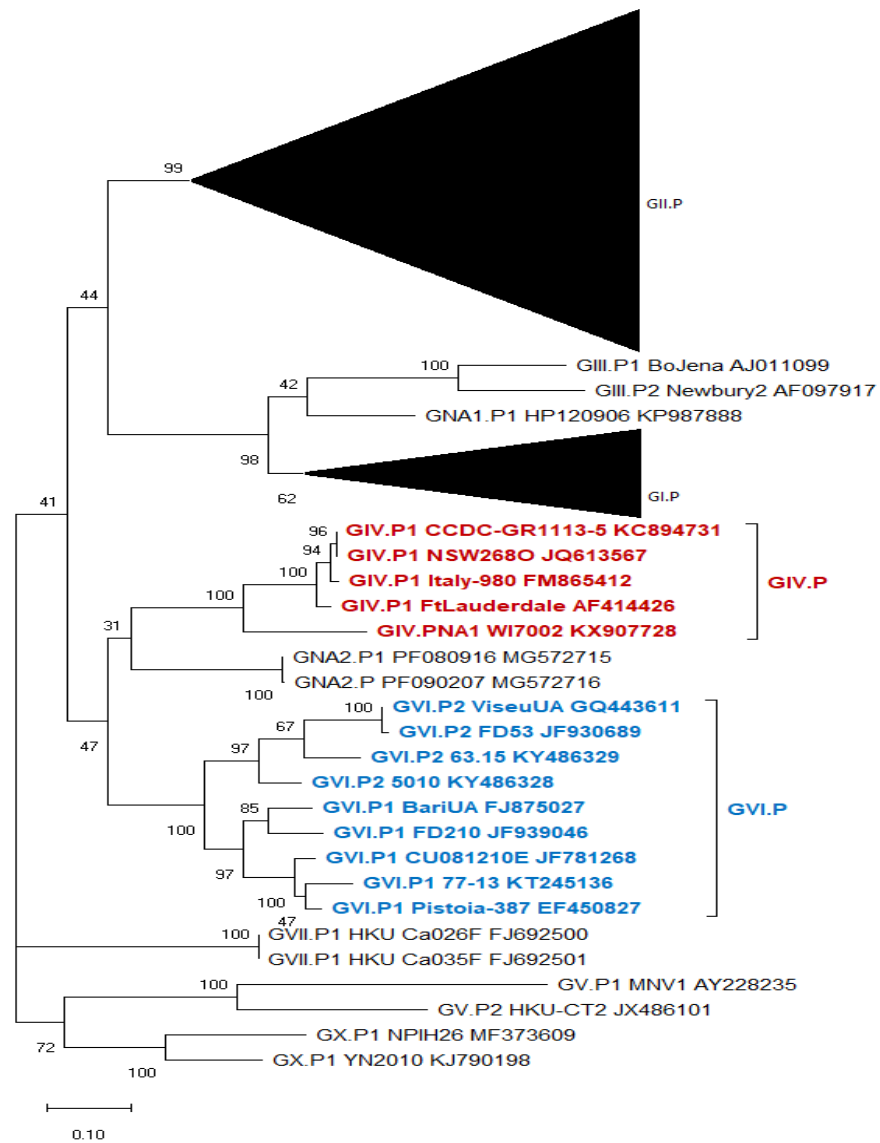 99
GII.P
44
100
GIII.P1 BoJena AJ011099
42
GIII.P2 Newbury2 AF097917
GNA1.P1 HP120906 KP987888
98
GI.P
62
41
96
GIV.P1 CCDC-GR1113-5 KC894731
94
GIV.P1 NSW268O JQ613567
100
GIV.P1 Italy-980 FM865412
GIV.P
100
GIV.P1 FtLauderdale AF414426
31
GIV.PNA1 WI7002 KX907728
GNA2.P1 PF080916 MG572715
100
GNA2.P PF090207 MG572716
100
GVI.P2 ViseuUA GQ443611
67
GVI.P2 FD53 JF930689
47
97
GVI.P2 63.15 KY486329
GVI.P2 5010 KY486328
85
GVI.P1 BariUA FJ875027
GVI.P
100
GVI.P1 FD210 JF939046
GVI.P1 CU081210E JF781268
97
GVI.P1 77-13 KT245136
100
GVI.P1 Pistoia-387 EF450827
47
100
GVII.P1 HKU Ca026F FJ692500
GVII.P1 HKU Ca035F FJ692501
100
GV.P1 MNV1 AY228235
GV.P2 HKU-CT2 JX486101
GX.P1 NPIH26 MF373609
72
GX.P1 YN2010 KJ790198
100
0.10